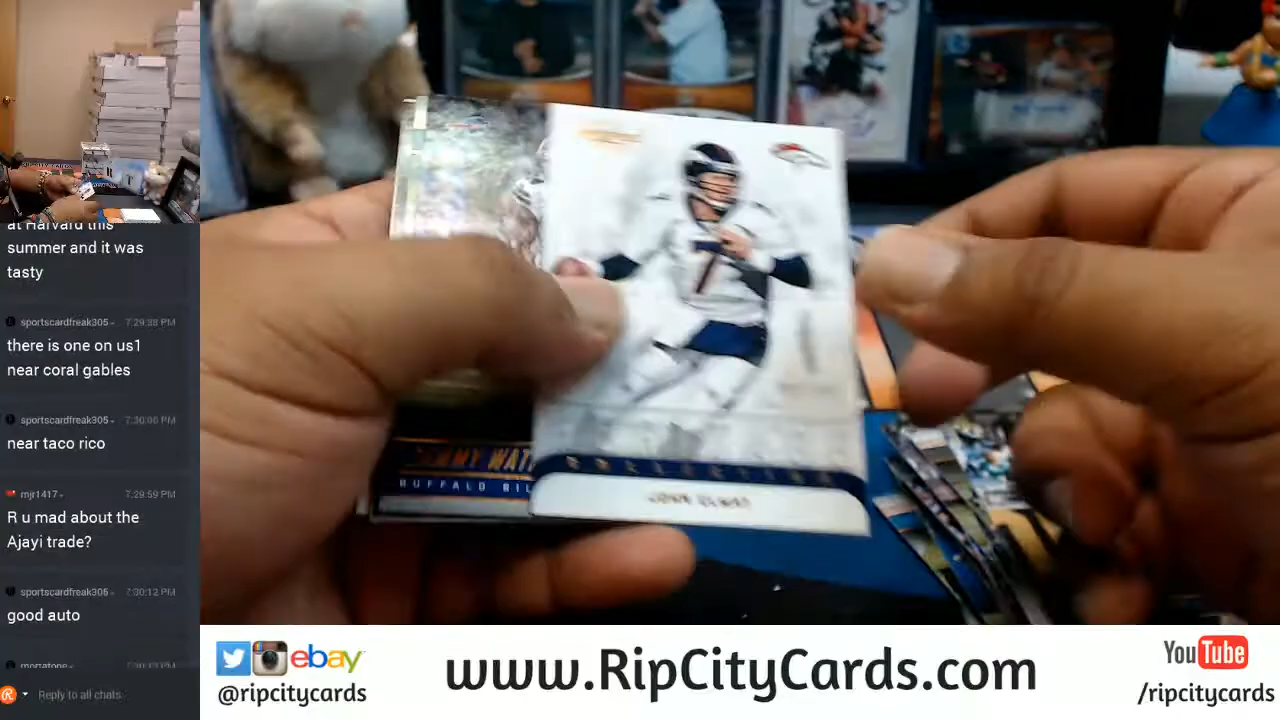 at Harvard this
summer and it was
tasty
sportscardfreak305 7:29:38 PM
there is one on us1
near coral gables
sportscardfreak305 7:30:00 PM
near taco rico
mjr1417 7:29:59 PM
R u mad about the
Ajayi trade?
sportscardfreak305 7:30:12 PM
good auto
Reply to all chats
BUFFALO BIL
JOHN ELWAY
7
ebay
@ripcitycards
www.RipCityCards.com
YouTube
/ripcitycards